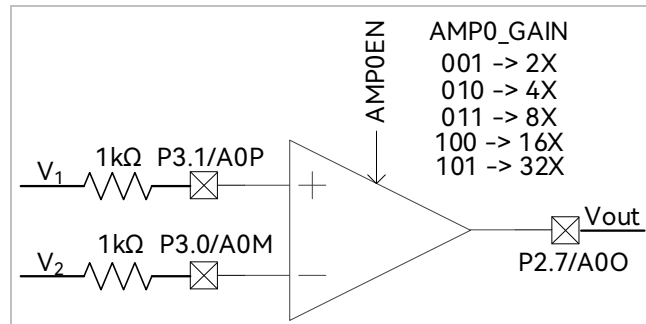 AMP0EN
AMP0_GAIN
001 -> 2X
010 -> 4X
011 -> 8X
100 -> 16X
101 -> 32X
V₁
1kΩ
P3.1/A0P
+
V₂
1kΩ
P3.0/A0M
−
Vout
P2.7/A0O